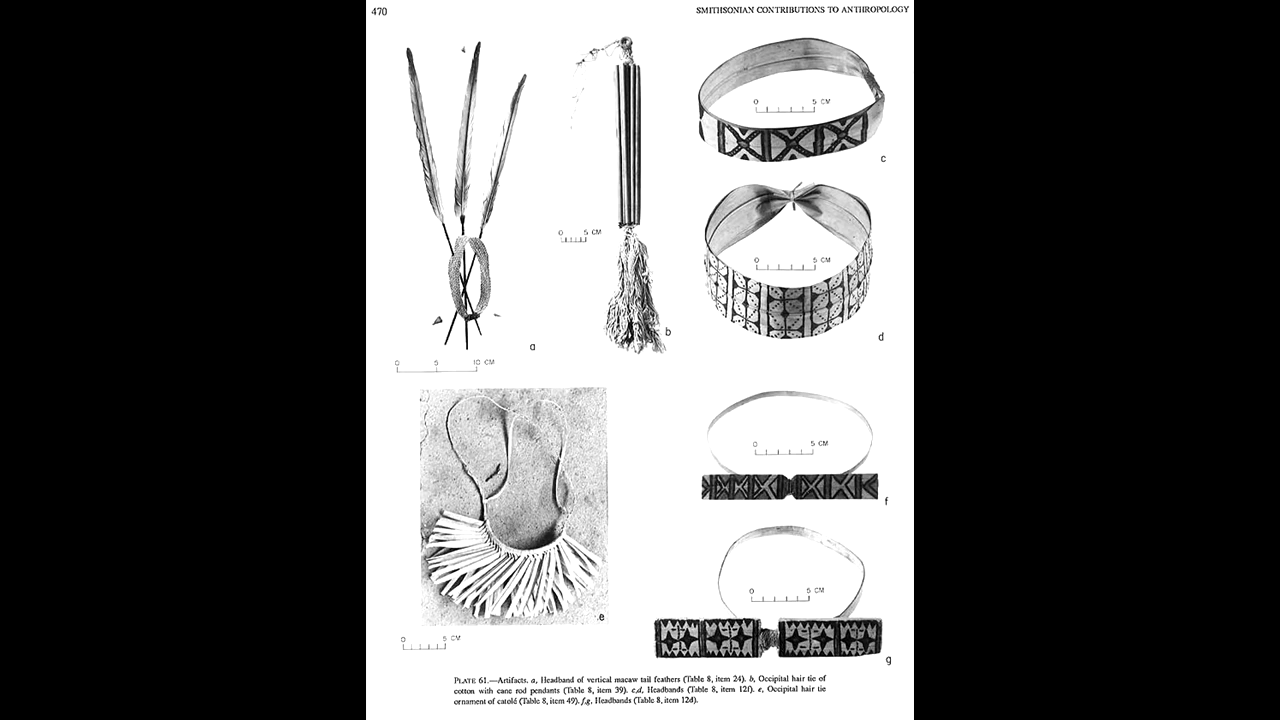 470
SMITHSONIAN CONTRIBUTIONS TO ANTHROPOLOGY
0 5 CM
c
0 5 CM
b
0 5 CM
d
a
0 5 10 CM
0 5 CM
f
e
0 5 CM
0 5 CM
g
PLATE 61.—Artifacts. a, Headband of vertical macaw tail feathers (Table 8, item 24). b, Occipital hair tie of
cotton with cane rod pendants (Table 8, item 39). c,d, Headbands (Table 8, item 12f). e, Occipital hair tie
ornament of catolé (Table 8, item 49). f,g, Headbands (Table 8, item 12d).